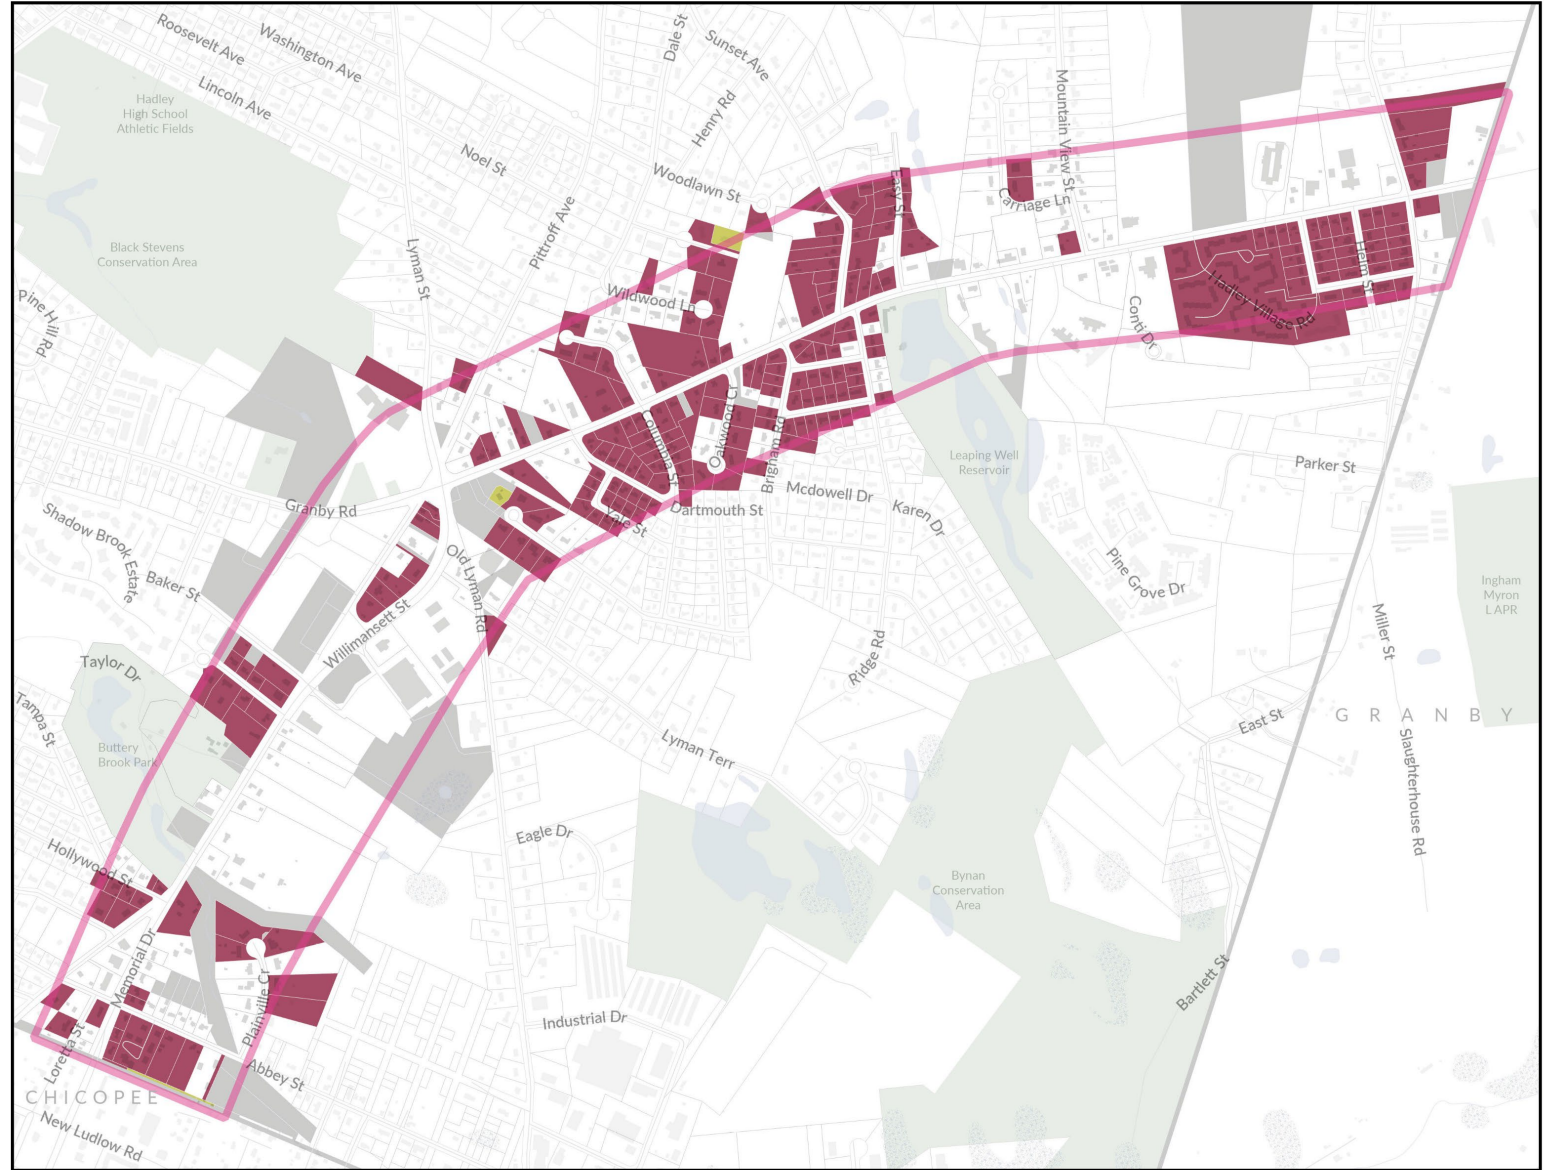 Roosevelt Ave
Washington Ave
Dale St
Sunset Ave
Lincoln Ave
Hadley
High School
Athletic Fields
Henry Rd
Mountain View St
Noel St
Woodlawn St
Easy St
Carriage Ln
Pittroff Ave
Black Stevens
Conservation Area
Lyman St
Helm St
Pine Hill Rd
Wildwood Ln
Hadley Village Rd
Conti Dr
Columbia St
Oakwood Cr
Brigham Rd
Leaping Well
Reservoir
Parker St
Mcdowell Dr
Karen Dr
Granby Rd
Yale St
Dartmouth St
Shadow Brook Estate
Baker St
Old Lyman Rd
Pine Grove Dr
Ingham
Myron
L APR
Willimansett St
Miller St
Ridge Rd
Taylor Dr
Tampa St
GRANBY
East St
Buttery
Brook Park
Lyman Terr
Slaughterhouse Rd
Eagle Dr
Hollywood St
Bynan
Conservation
Area
Memorial Dr
Plainville Cr
Bartlett St
Industrial Dr
Loretta St
Abbey St
CHICOPEE
New Ludlow Rd